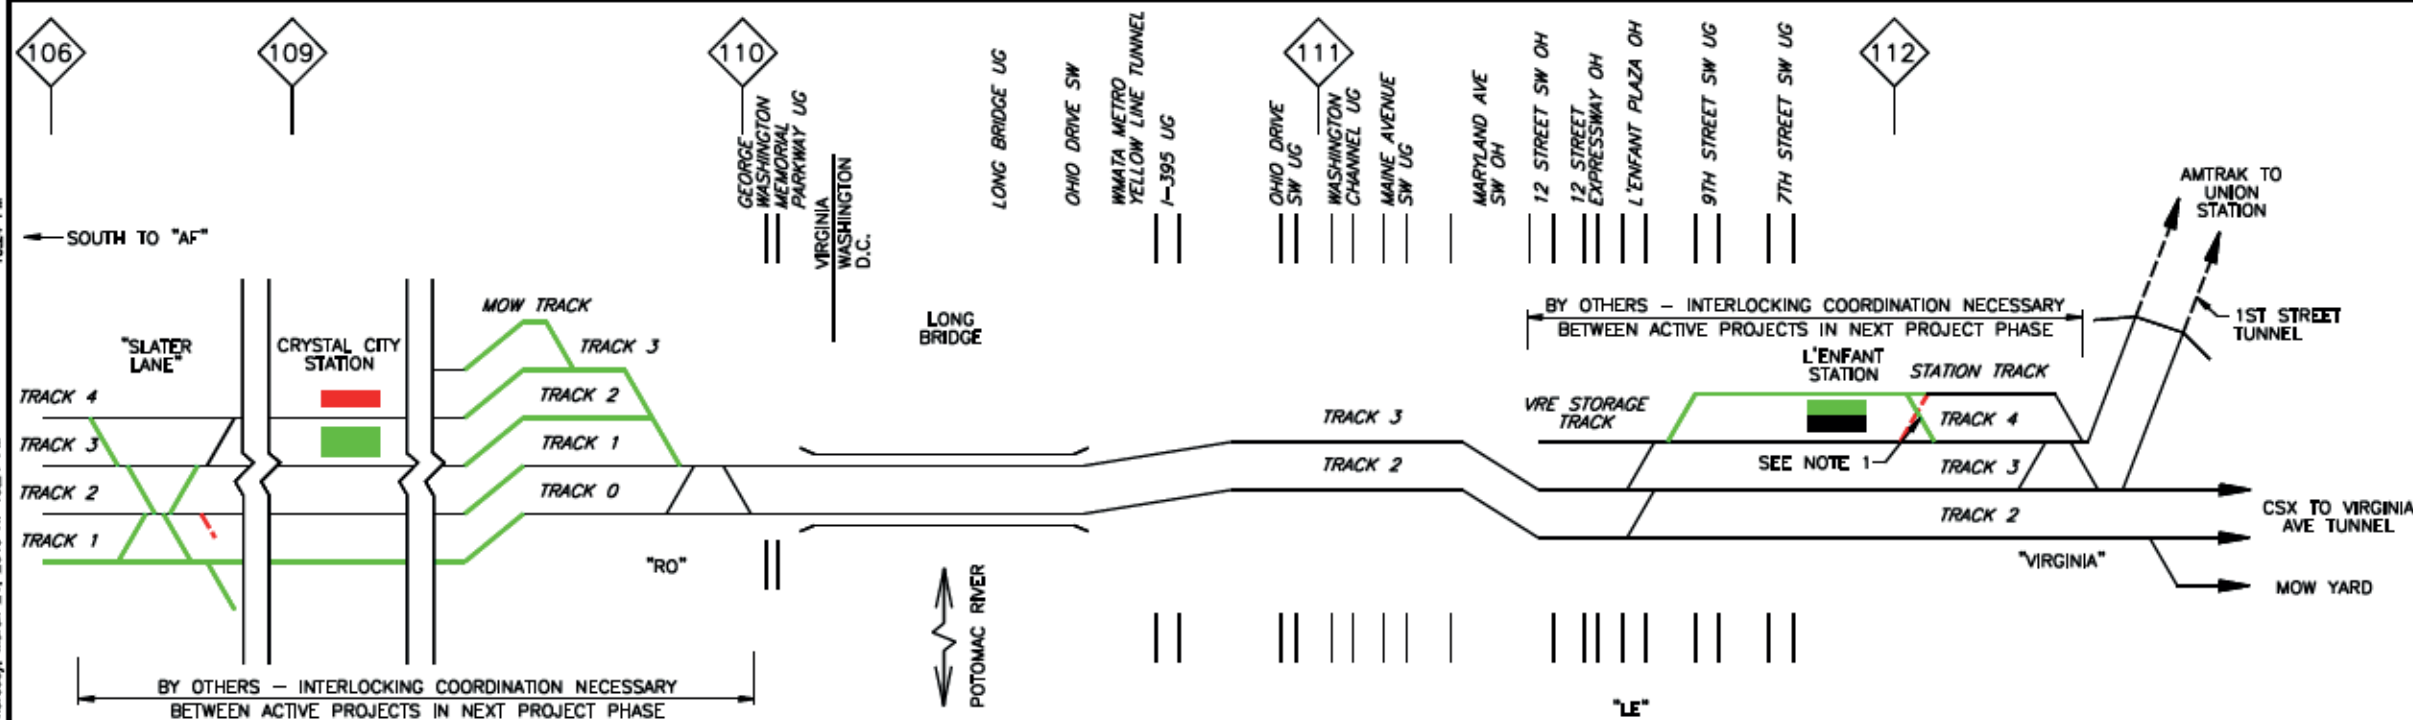 106
109
110
111
112
GEORGE
WASHINGTON
MEMORIAL
PARKWAY UG
VIRGINIA
WASHINGTON
D.C.
LONG BRIDGE UG
OHIO DRIVE SW
WMATA METRO
YELLOW LINE TUNNEL
I-395 UG
OHIO DRIVE
SW UG
WASHINGTON
CHANNEL UG
MAINE AVENUE
SW UG
MARYLAND AVE
SW OH
12 STREET SW OH
12 STREET
EXPRESSWAY OH
L'ENFANT PLAZA OH
9TH STREET SW UG
7TH STREET SW UG
AMTRAK TO
UNION
STATION
SOUTH TO "AF"
MOW TRACK
LONG
BRIDGE
BY OTHERS – INTERLOCKING COORDINATION NECESSARY
BETWEEN ACTIVE PROJECTS IN NEXT PROJECT PHASE
1ST STREET
TUNNEL
"SLATER
LANE"
CRYSTAL CITY
STATION
TRACK 3
L'ENFANT
STATION
STATION TRACK
TRACK 4
TRACK 2
VRE STORAGE
TRACK
TRACK 3
TRACK 4
TRACK 3
TRACK 1
TRACK 2
SEE NOTE 1
TRACK 3
TRACK 2
TRACK 0
TRACK 2
CSX TO VIRGINIA
AVE TUNNEL
TRACK 1
"RO"
"VIRGINIA"
MOW YARD
POTOMAC RIVER
BY OTHERS – INTERLOCKING COORDINATION NECESSARY
BETWEEN ACTIVE PROJECTS IN NEXT PROJECT PHASE
"LE"